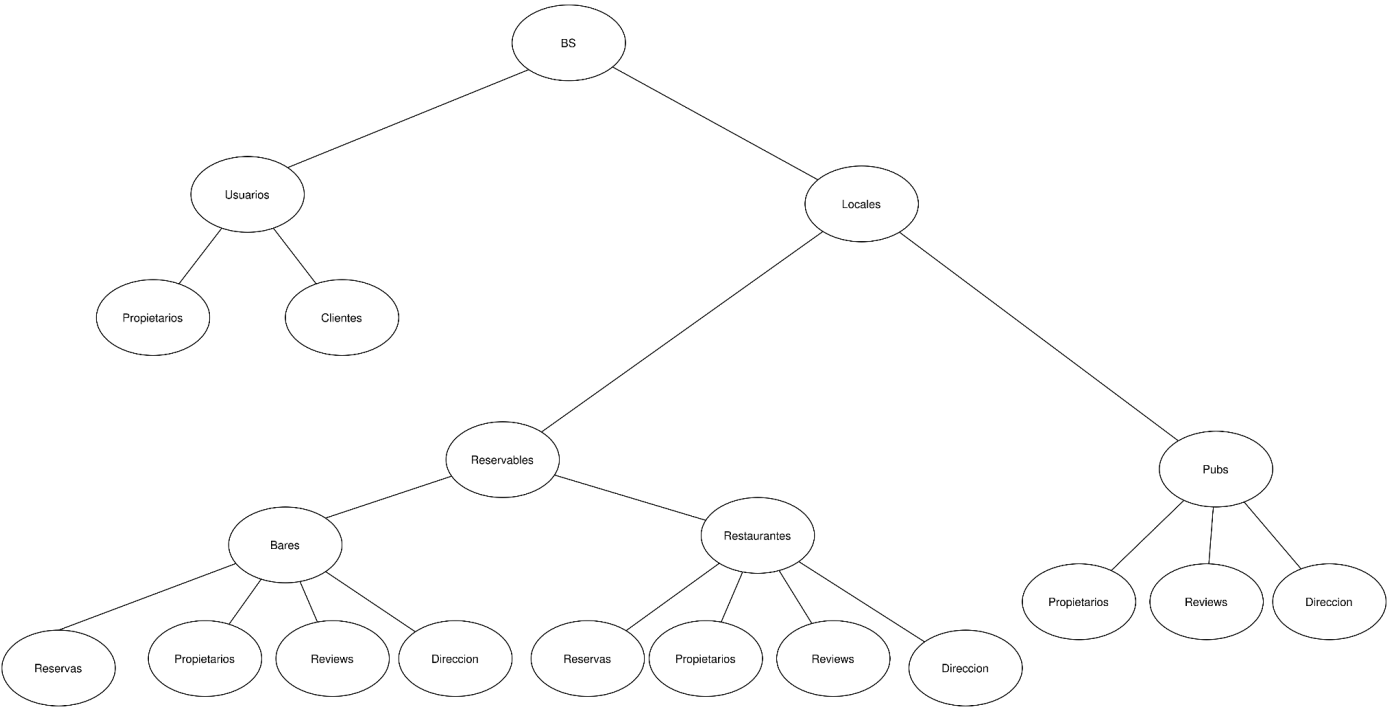 BS
Usuarios
Locales
Propietarios
Clientes
Reservables
Pubs
Bares
Restaurantes
Propietarios
Reviews
Direccion
Reservas
Propietarios
Reviews
Direccion
Reservas
Propietarios
Reviews
Direccion